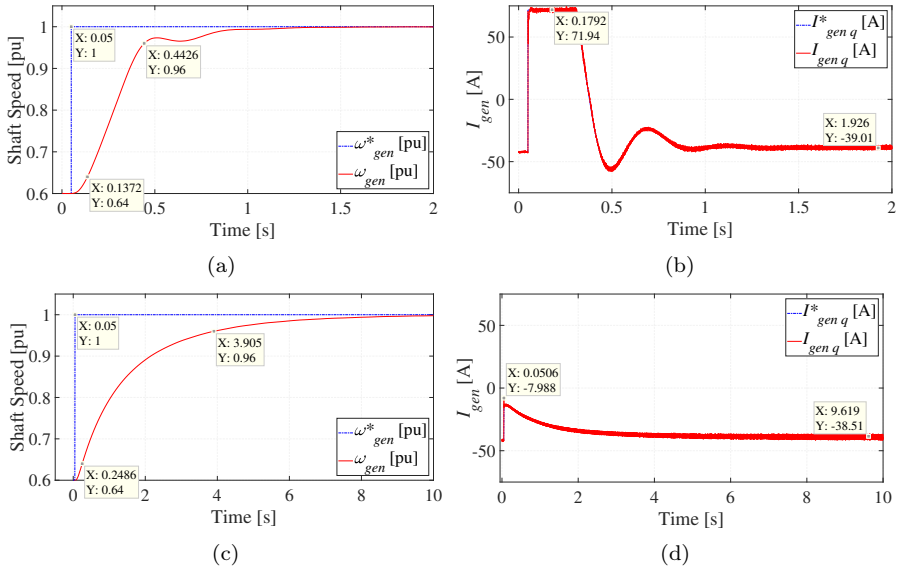 1
0.9
0.8
0.7
0.6
0
0.5
1
1.5
2
Shaft Speed [pu]
Time [s]
X: 0.05
Y: 1
X: 0.4426
Y: 0.96
X: 0.1372
Y: 0.64
ω*gen [pu]
ωgen [pu]
(a)
50
0
-50
0
0.5
1
1.5
2
Igen [A]
Time [s]
X: 0.1792
Y: 71.94
X: 1.926
Y: -39.01
I*gen q [A]
Igen q [A]
(b)
1
0.9
0.8
0.7
0.6
0
2
4
6
8
10
Shaft Speed [pu]
Time [s]
X: 0.05
Y: 1
X: 3.905
Y: 0.96
X: 0.2486
Y: 0.64
ω*gen [pu]
ωgen [pu]
(c)
50
0
-50
0
2
4
6
8
10
Igen [A]
Time [s]
X: 0.0506
Y: -7.988
X: 9.619
Y: -38.51
I*gen q [A]
Igen q [A]
(d)